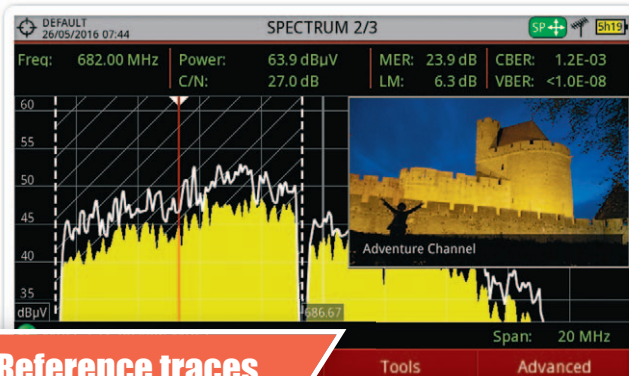 DEFAULT
26/05/2016 07:44
SPECTRUM 2/3
SP
5h19
Freq: 682.00 MHz Power: 63.9 dBµV MER: 23.9 dB CBER: 1.2E-03
C/N: 27.0 dB LM: 6.3 dB VBER: <1.0E-08
60
55
50
45
40
35
dBµV
686.67
Adventure Channel
Span: 20 MHz
Reference traces
Tools
Advanced